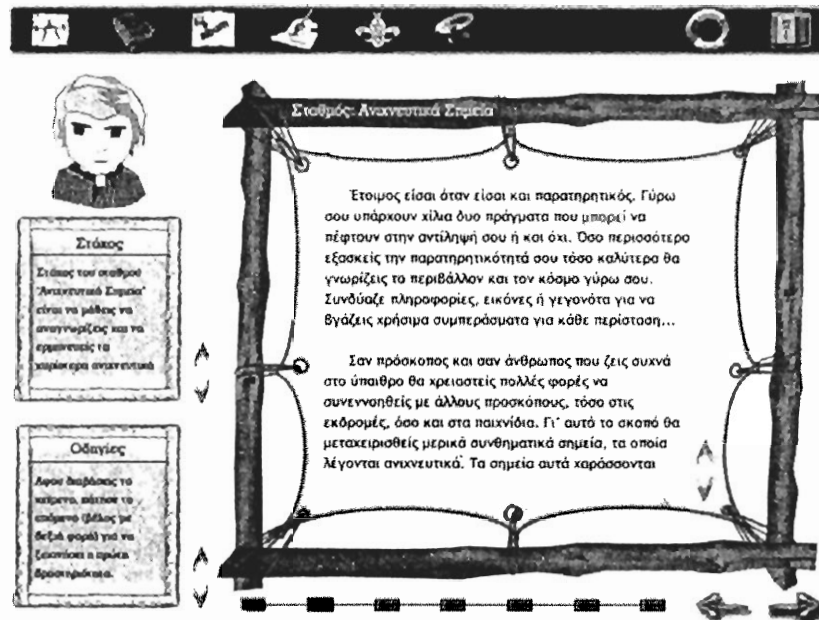 Σταθμός: Ανιχνευτικά Σημεία
Έτοιμος είσαι όταν είσαι και παρατηρητικός. Γύρω
σου υπάρχουν χίλια δυο πράγματα που μπορεί να
πέφτουν στην αντίληψή σου ή και όχι. Όσο περισσότερο
εξασκείς την παρατηρητικότητά σου τόσο καλύτερα θα
γνωρίζεις το περιβάλλον και τον κόσμο γύρω σου.
Συνδύαζε πληροφορίες, εικόνες ή γεγονότα για να
βγάζεις χρήσιμα συμπεράσματα για κάθε περίσταση...
Σαν πρόσκοπος και σαν άνθρωπος που ζεις συχνά
στο ύπαιθρο θα χρειαστείς πολλές φορές να
συνεννοηθείς με άλλους προσκόπους, τόσο στις
εκδρομές, όσο και στα παιχνίδια. Γι' αυτό το σκοπό θα
μεταχειρισθείς μερικά συνθηματικά σημεία, τα οποία
λέγονται ανιχνευτικά. Τα σημεία αυτά χαράσσονται
Στόχος
Στόχος του σταθμού
"Ανιχνευτικά Σημεία"
είναι να μάθεις να
αναγνωρίζεις και να
ερμηνεύεις τα
κυριότερα ανιχνευτικά
Οδηγίες
Αφού διαβάσεις το
κείμενο, πάτησε το
επόμενο (βέλος με
δεξιά φορά) για να
ξεκινήσει η πρώτη
δραστηριότητα.